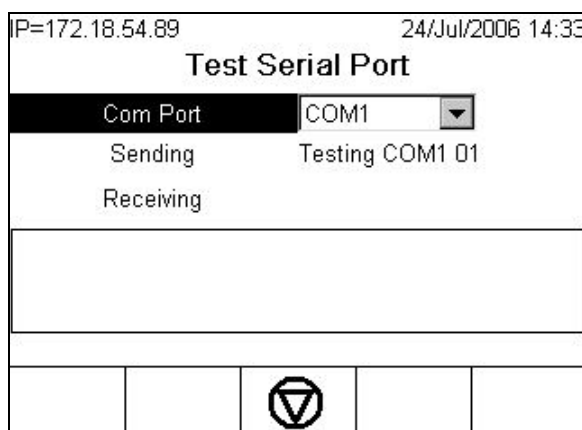 IP=172.18.54.89 24/Jul/2006 14:33
Test Serial Port
Com Port COM1
Sending Testing COM1 01
Receiving